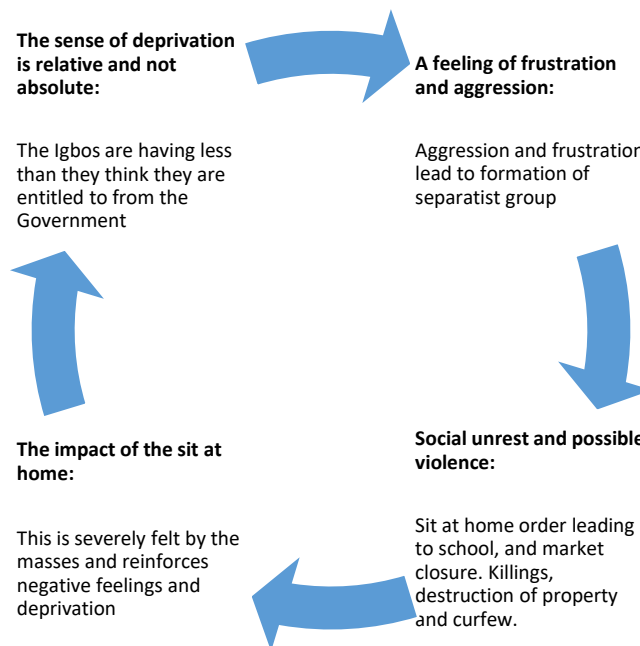 The sense of deprivation
is relative and not
absolute:
The Igbos are having less
than they think they are
entitled to from the
Government
A feeling of frustration
and aggression:
Aggression and frustration
lead to formation of
separatist group
Social unrest and possible
violence:
Sit at home order leading
to school, and market
closure. Killings,
destruction of property
and curfew.
The impact of the sit at
home:
This is severely felt by the
masses and reinforces
negative feelings and
deprivation